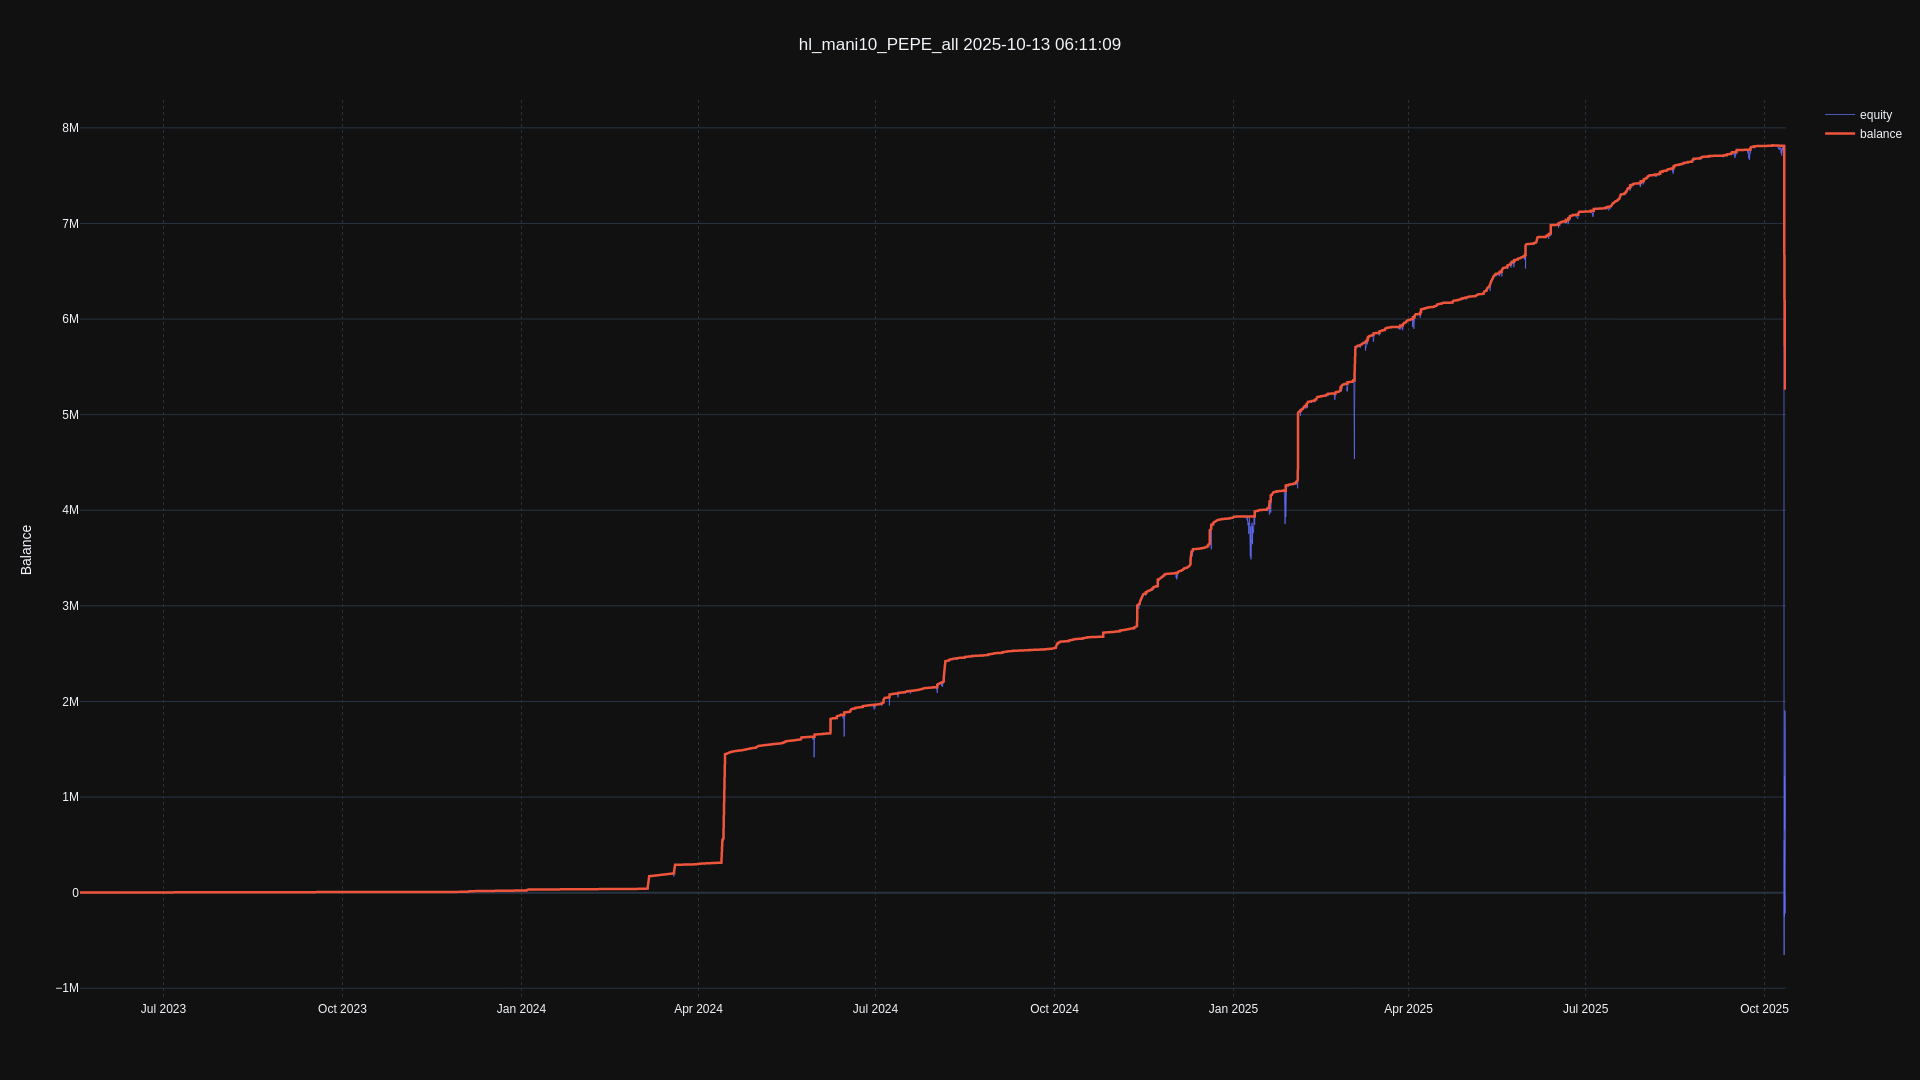 hl_mani10_PEPE_all 2025-10-13 06:11:09
equity
balance
8M
7M
6M
5M
4M
3M
2M
1M
0
−1M
Balance
Jul 2023
Oct 2023
Jan 2024
Apr 2024
Jul 2024
Oct 2024
Jan 2025
Apr 2025
Jul 2025
Oct 2025